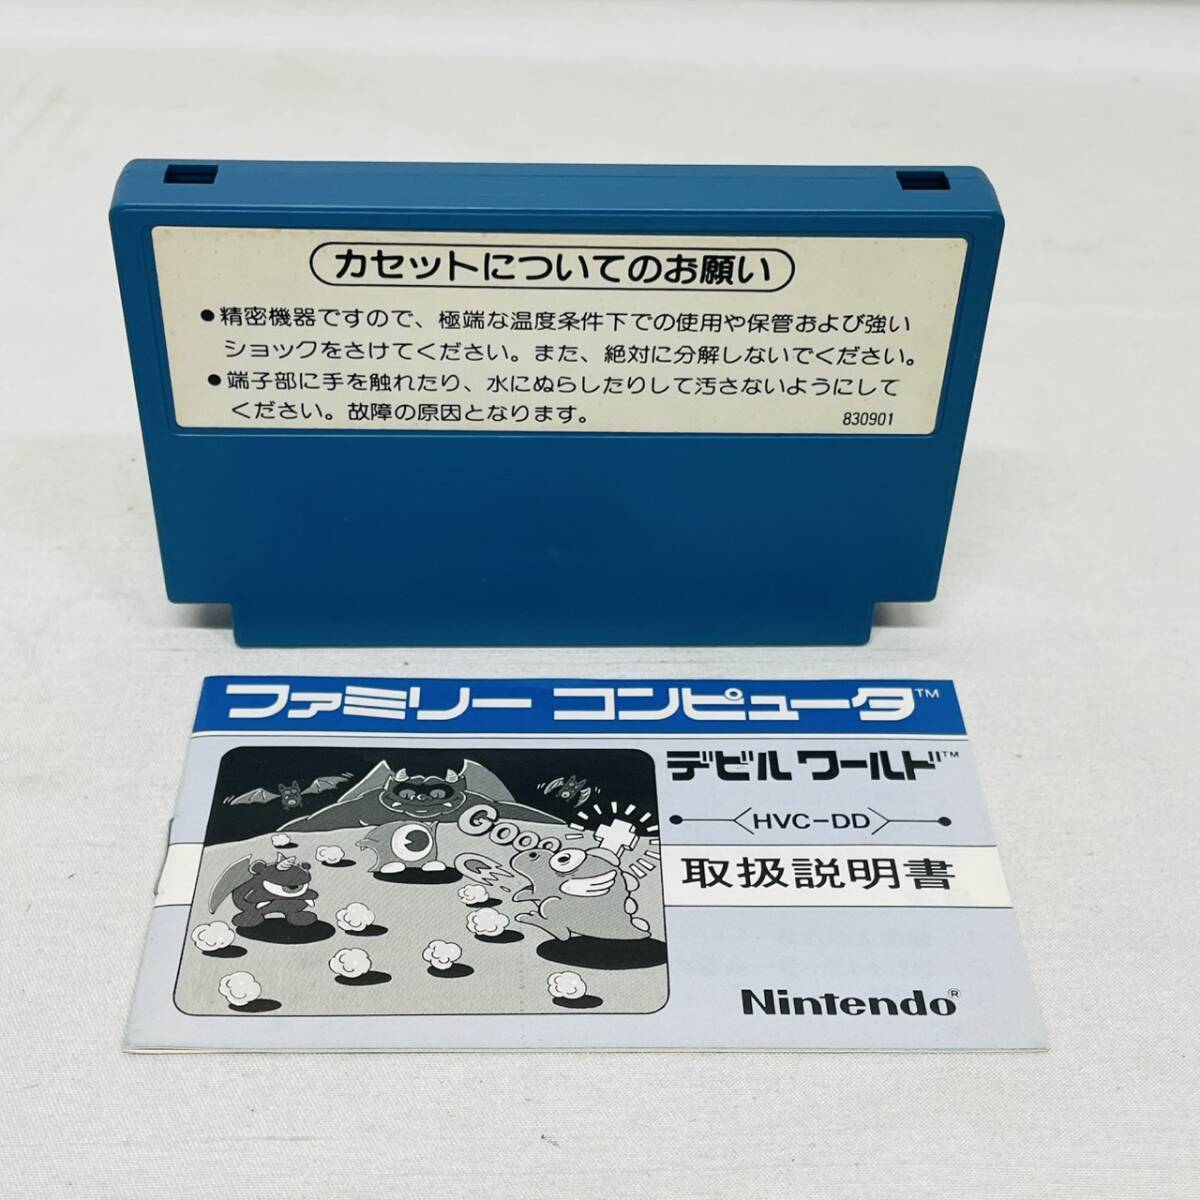 カセットについてのお願い
●精密機器ですので、極端な温度条件下での使用や保管および強い
ショックをさけてください。また、絶対に分解しないでください。
●端子部に手を触れたり、水にぬらしたりして汚さないようにして
ください。故障の原因となります。
830901
ファミリー コンピュータ™
デビルワールド™
HVC-DD
取扱説明書
Gooo
Nintendo®